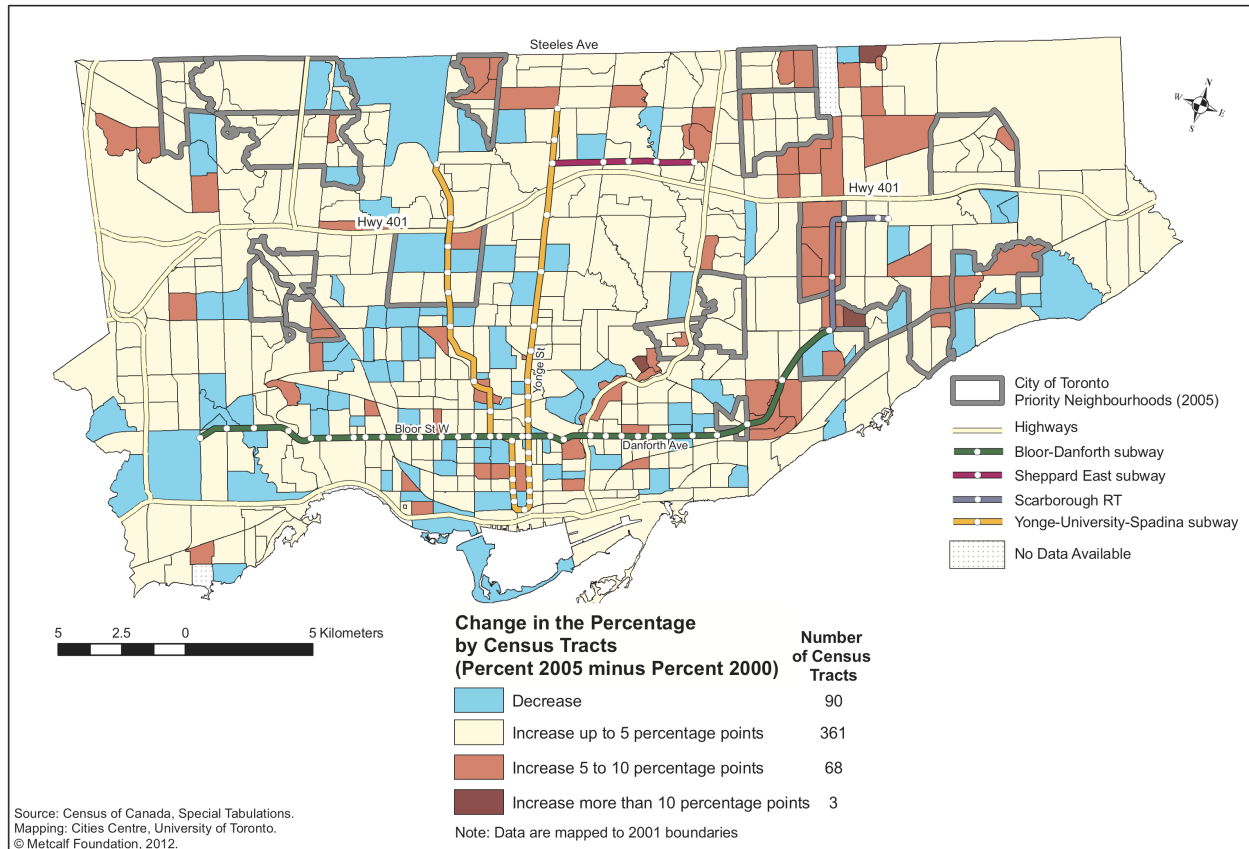 Steeles Ave
N
W
E
S
Hwy 401
Hwy 401
Yonge St
Bloor St W
Danforth Ave
City of Toronto
Priority Neighbourhoods (2005)
Highways
Bloor-Danforth subway
Sheppard East subway
Scarborough RT
Yonge-University-Spadina subway
No Data Available
5 2.5 0 5 Kilometers
Change in the Percentage
by Census Tracts
(Percent 2005 minus Percent 2000)
Number
of Census
Tracts
Decrease 90
Increase up to 5 percentage points 361
Increase 5 to 10 percentage points 68
Increase more than 10 percentage points 3
Note: Data are mapped to 2001 boundaries
Source: Census of Canada, Special Tabulations.
Mapping: Cities Centre, University of Toronto.
© Metcalf Foundation, 2012.